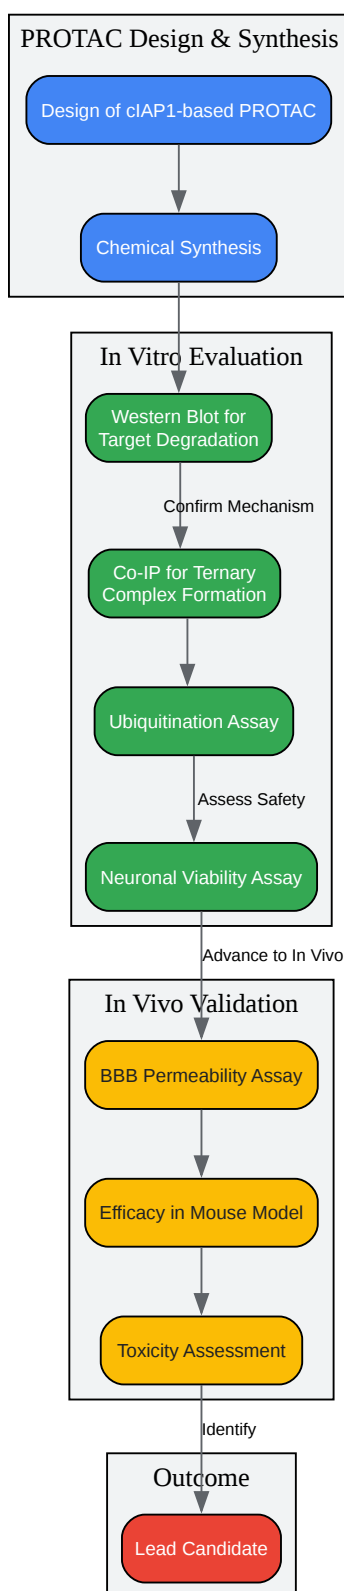 PROTAC Design & Synthesis
Design of cIAP1-based PROTAC
Chemical Synthesis
In Vitro Evaluation
Western Blot for
Target Degradation
Confirm Mechanism
Co-IP for Ternary
Complex Formation
Ubiquitination Assay
Assess Safety
Neuronal Viability Assay
Advance to In Vivo
In Vivo Validation
BBB Permeability Assay
Efficacy in Mouse Model
Toxicity Assessment
Identify
Outcome
Lead Candidate